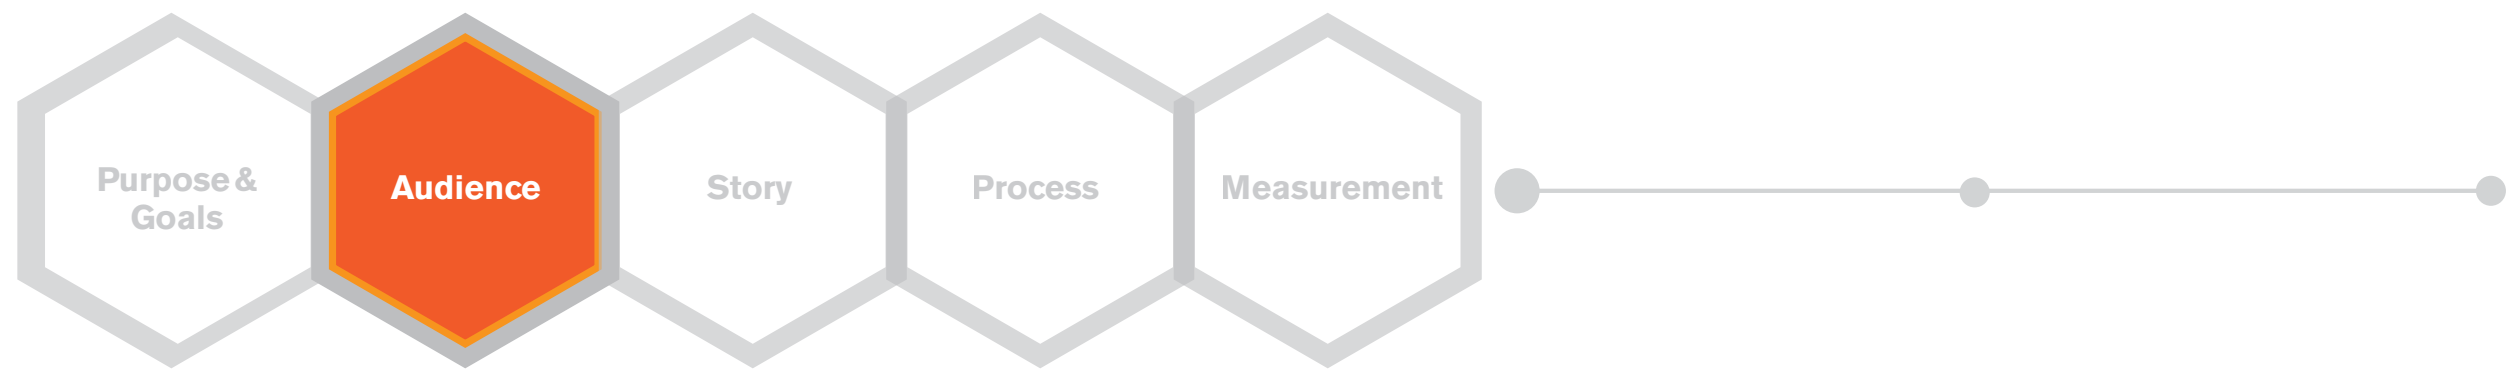 Purpose &
Goals
Audience
Story
Process
Measurement